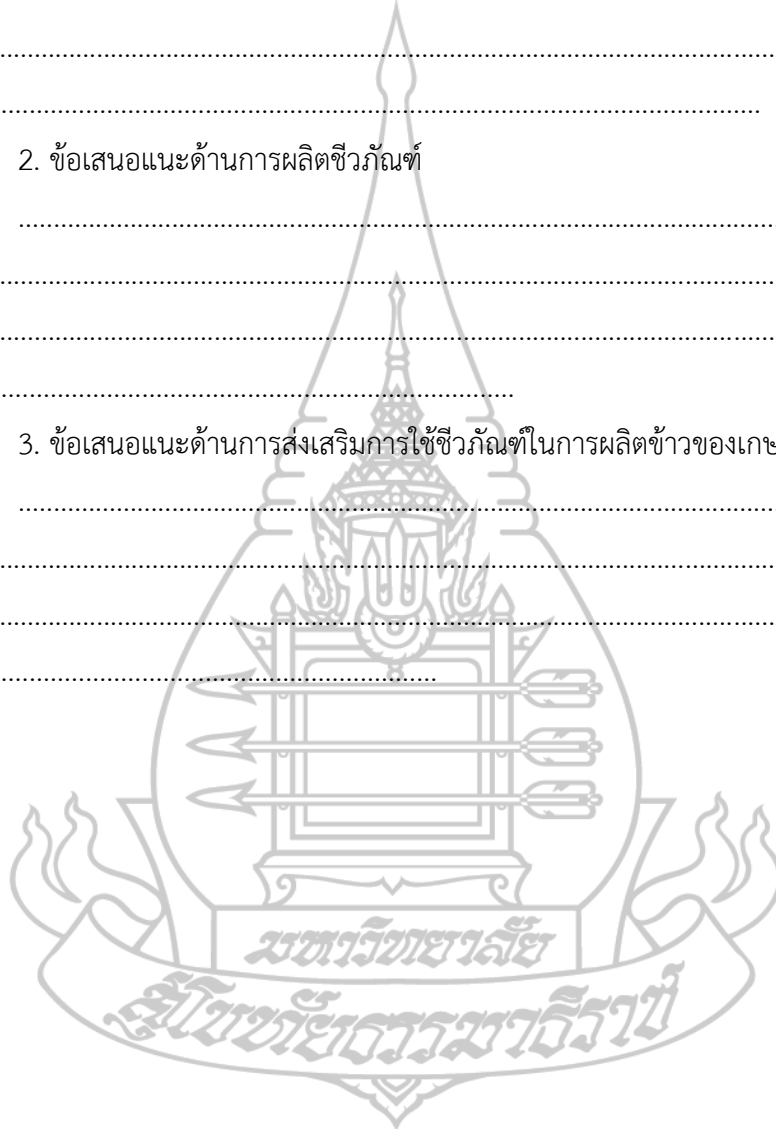 ........................................................................................................................
........................................................................................................................
2. ข้อเสนอแนะด้านการผลิตชีวภัณฑ์
........................................................................................................................
........................................................................................................................
........................................................................................................................
..............................................................................
3. ข้อเสนอแนะด้านการส่งเสริมการใช้ชีวภัณฑ์ในการผลิตข้าวของเกษ
........................................................................................................................
........................................................................................................................
........................................................................................................................
..................................................................
มหาวิทยาลัย
สุโขทัยธรรมาธิราช